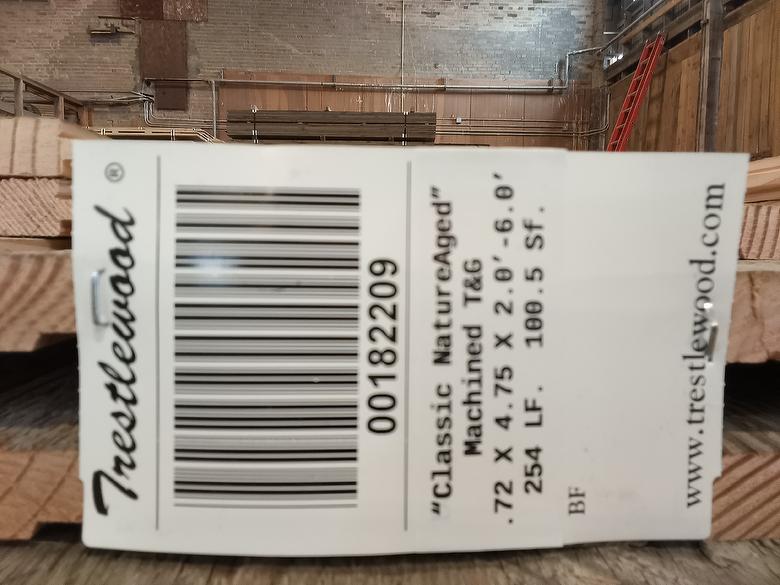 Trestlewood®
00182209
"Classic NatureAged"
Machined T&G
.72 X 4.75 X 2.0'-6.0'
254 LF. 100.5 Sf.
BF
www.trestlewood.com